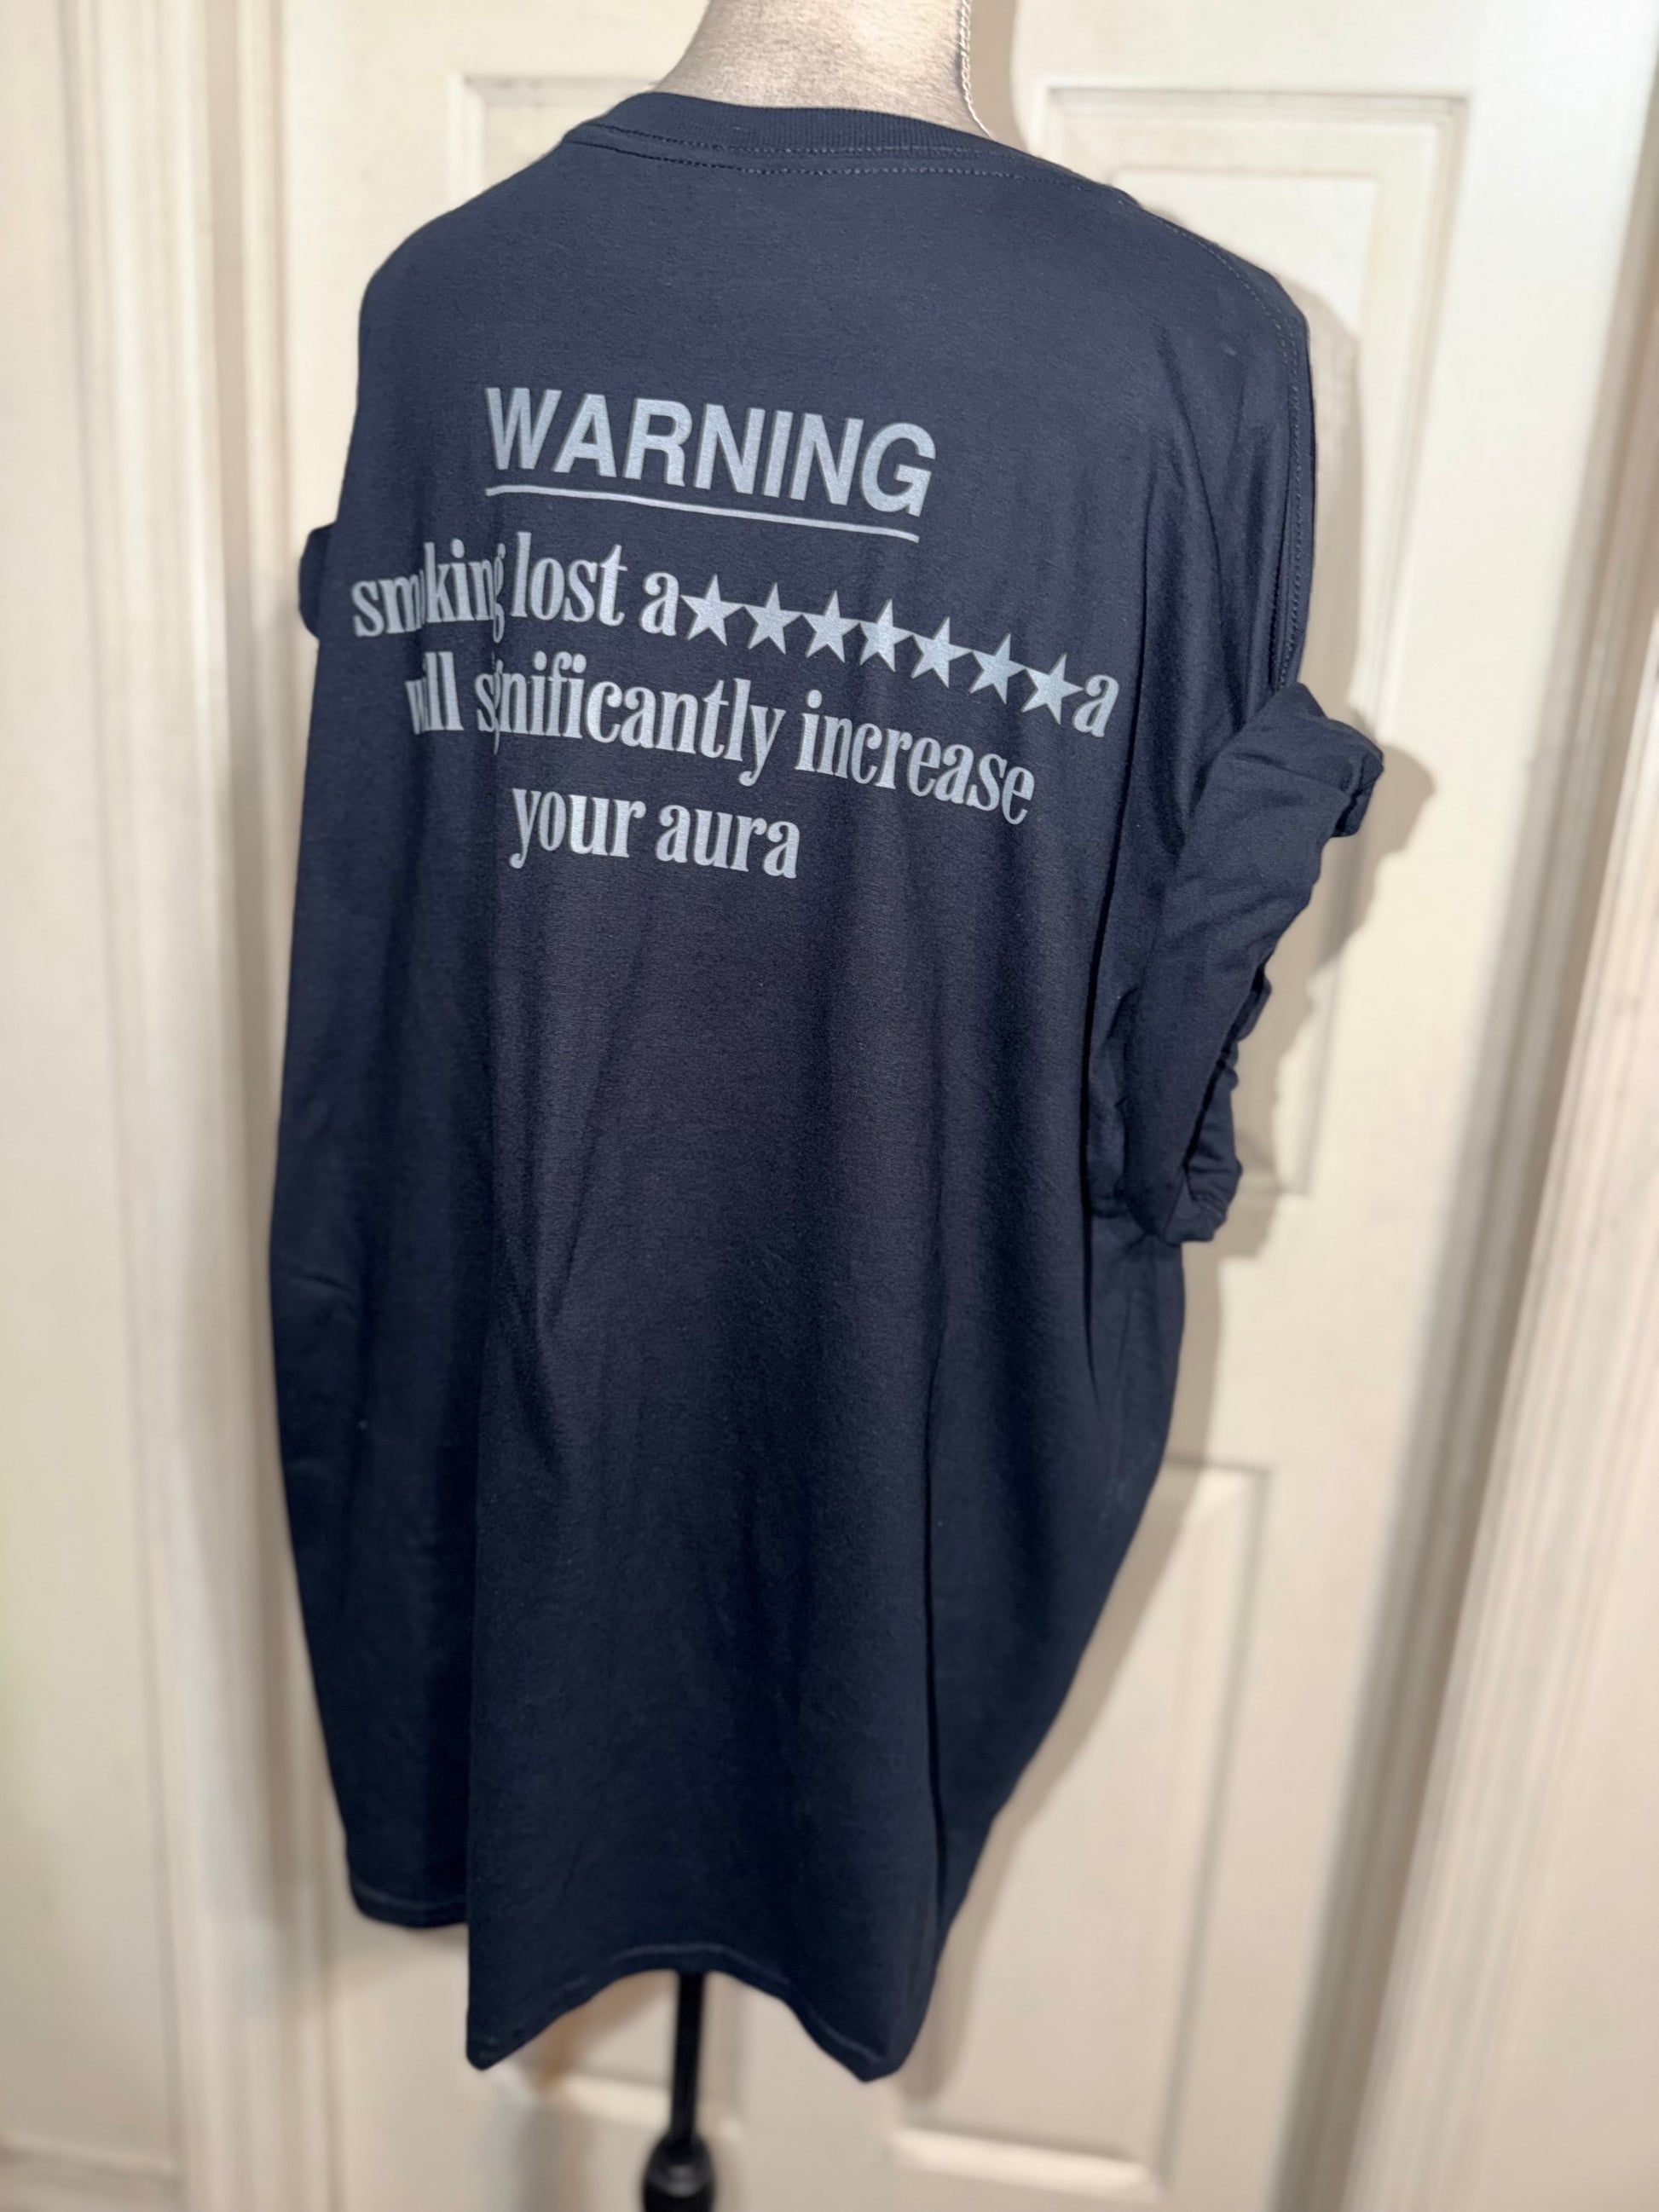 WARNING
smoking lost a★★★★★★★a
will significantly increase
your aura